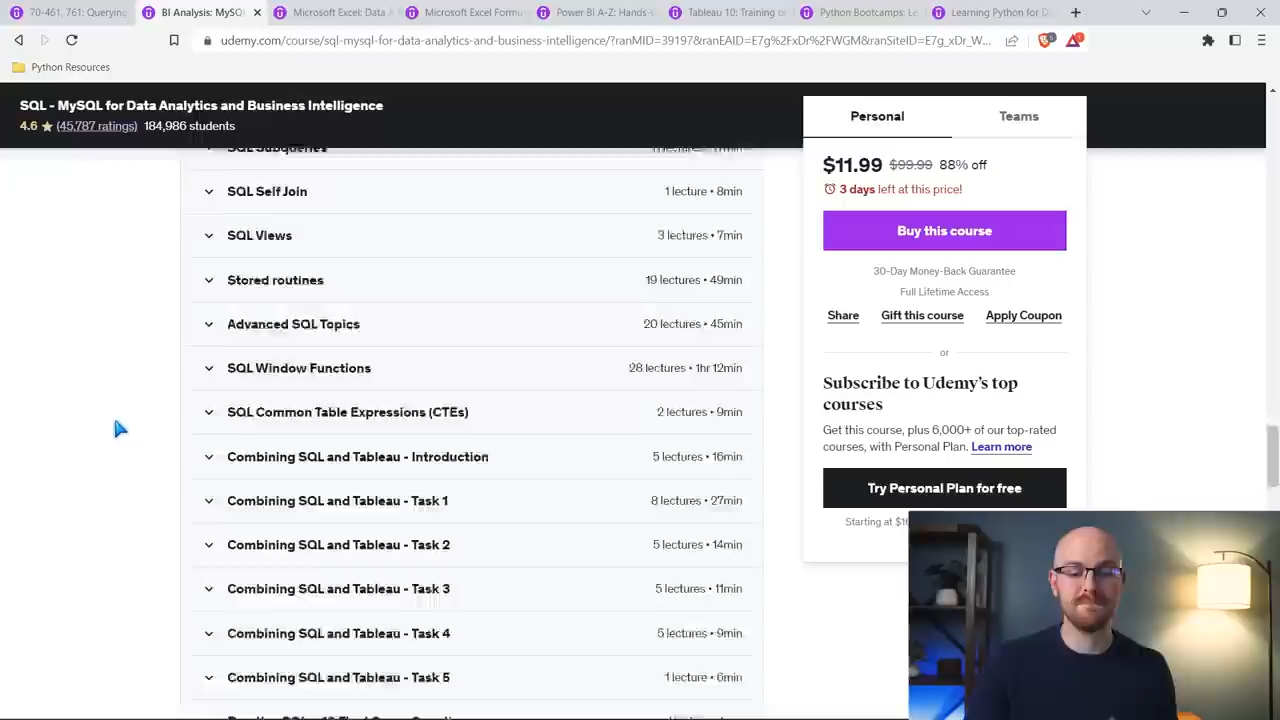 70-461, 761: Querying
BI Analysis: MySQ
Microsoft Excel: Data A
Microsoft Excel Formu
Power BI A-Z: Hands-
Tableau 10: Training o
Python Bootcamps: Le
Learning Python for D
udemy.com/course/sql-mysql-for-data-analytics-and-business-intelligence/?ranMID=39197&ranEAID=E7g%2FxDr%2FWGM&ranSiteID=E7g_xDr_W...
Python Resources
SQL - MySQL for Data Analytics and Business Intelligence
4.6 ★ (45,787 ratings) 184,986 students
SQL Subqueries
SQL Self Join 1 lecture • 8min
SQL Views 3 lectures • 7min
Stored routines 19 lectures • 49min
Advanced SQL Topics 20 lectures • 45min
SQL Window Functions 28 lectures • 1hr 12min
SQL Common Table Expressions (CTEs) 2 lectures • 9min
Combining SQL and Tableau - Introduction 5 lectures • 16min
Combining SQL and Tableau - Task 1 8 lectures • 27min
Combining SQL and Tableau - Task 2 5 lectures • 14min
Combining SQL and Tableau - Task 3 5 lectures • 11min
Combining SQL and Tableau - Task 4 5 lectures • 9min
Combining SQL and Tableau - Task 5 1 lecture • 6min
Personal Teams
$11.99 $99.99 88% off
3 days left at this price!
Buy this course
30-Day Money-Back Guarantee
Full Lifetime Access
Share Gift this course Apply Coupon
or
Subscribe to Udemy's top
courses
Get this course, plus 6,000+ of our top-rated
courses, with Personal Plan. Learn more
Try Personal Plan for free
Starting at